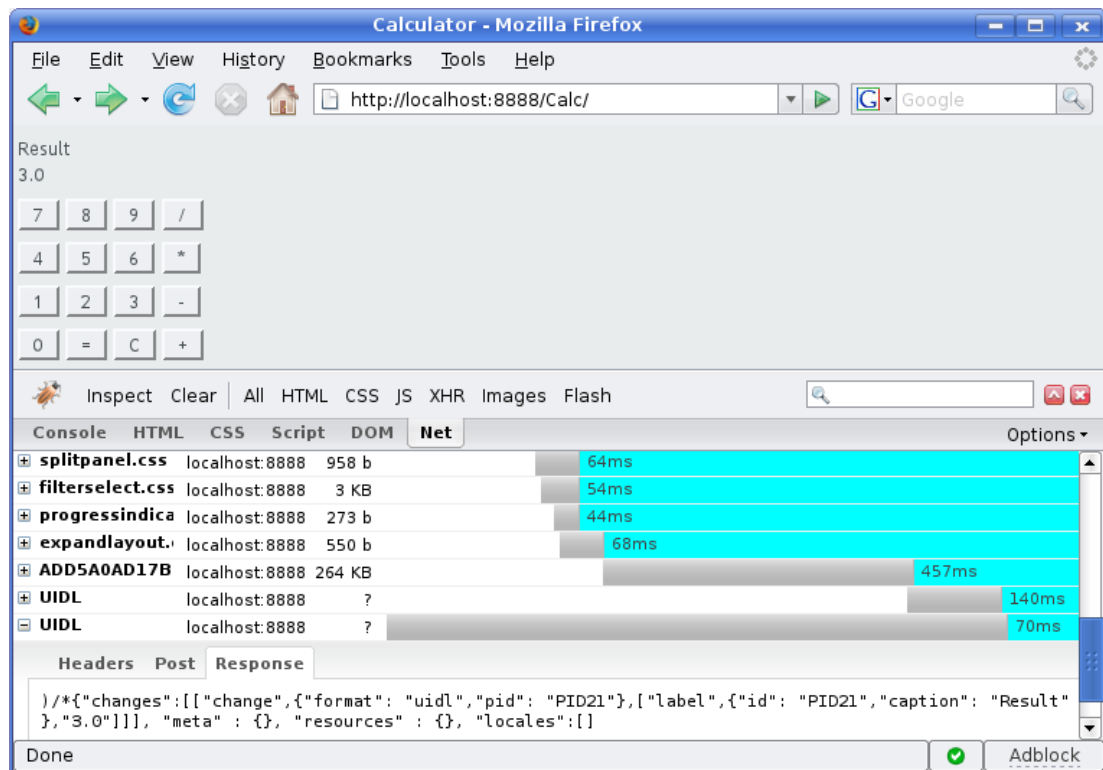 Calculator - Mozilla Firefox
File Edit View History Bookmarks Tools Help
http://localhost:8888/Calc/ G Google
Result
3.0
7 8 9 /
4 5 6 *
1 2 3 -
0 = C +
Inspect Clear All HTML CSS JS XHR Images Flash
Console HTML CSS Script DOM Net Options
splitpanel.css localhost:8888 958 b 64ms
filterselect.css localhost:8888 3 KB 54ms
progressindica localhost:8888 273 b 44ms
expandlayout. localhost:8888 550 b 68ms
ADD5A0AD17B localhost:8888 264 KB 457ms
UIDL localhost:8888 ? 140ms
UIDL localhost:8888 ? 70ms
Headers Post Response
)/*{"changes":[["change",{"format": "uidl","pid": "PID21"},["label",{"id": "PID21","caption": "Result"
},"3.0"]]], "meta" : {}, "resources" : {}, "locales":[]
Done Adblock